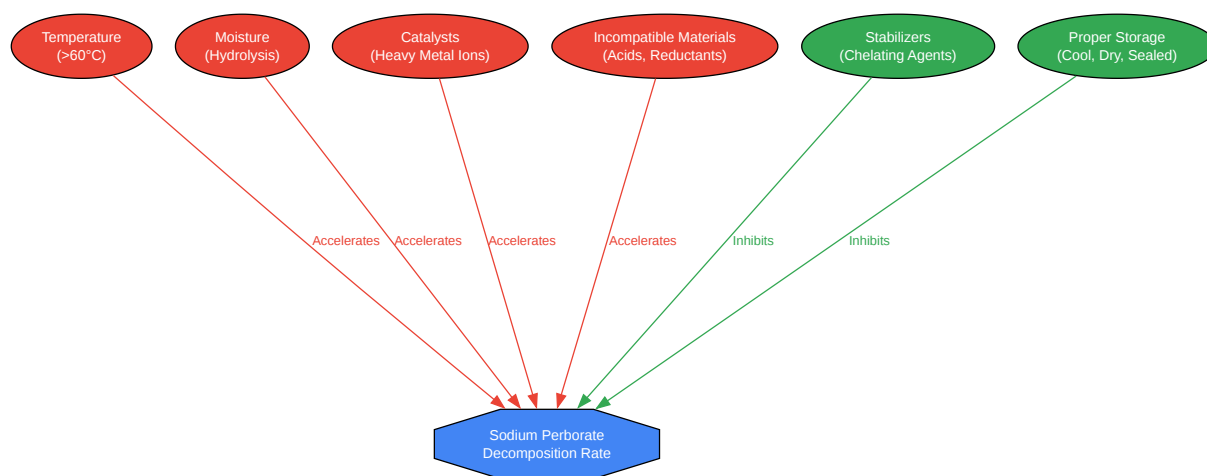 Temperature
(>60°C)
Moisture
(Hydrolysis)
Catalysts
(Heavy Metal Ions)
Incompatible Materials
(Acids, Reductants)
Stabilizers
(Chelating Agents)
Proper Storage
(Cool, Dry, Sealed)
Accelerates
Accelerates
Accelerates
Accelerates
Inhibits
Inhibits
Sodium Perborate
Decomposition Rate